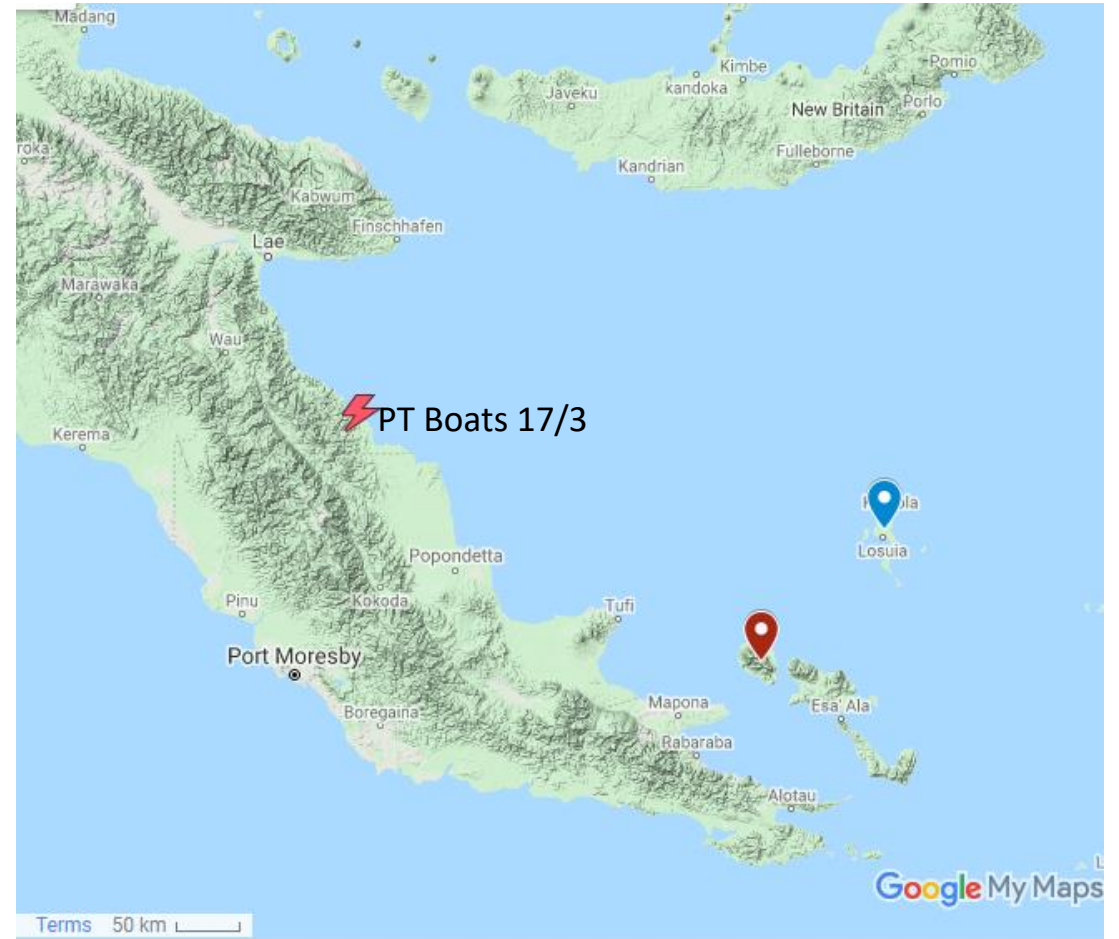 Madang
Pomio
Kimbe
Javeku
kandoka
New Britain
Porlo
roka
Fulleborne
Kandrian
Kabwum
Finschhafen
Lae
Marawaka
Wau
PT Boats 17/3
Kerema
Losuia
Popondetta
Pinu
Kokoda
Tufi
Port Moresby
Mapona
Esa' Ala
Boregaina
Rabaraba
Alotau
L
Google My Maps
Terms 50 km